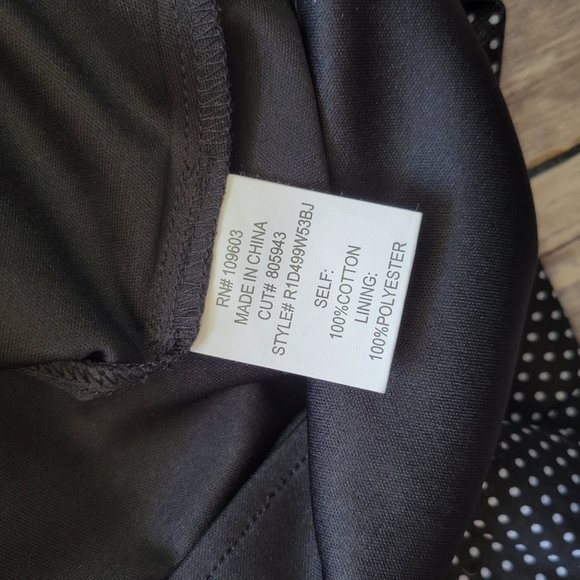 RN# 109603
MADE IN CHINA
CUT# 805943
STYLE# R1D499W53BJ
SELF:
100%COTTON
LINING:
100%POLYESTER